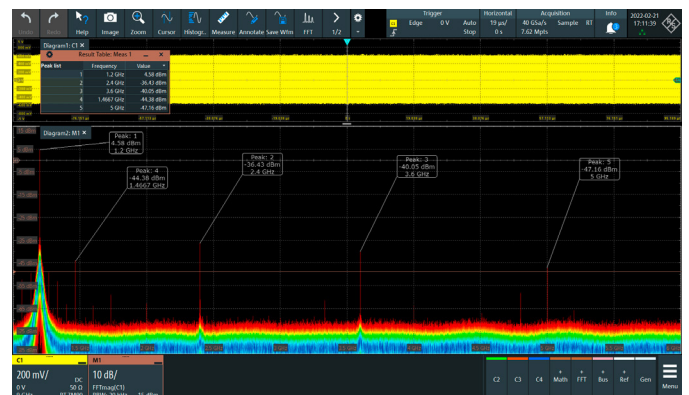 Undo Redo Help Image Zoom Cursor Histogr.. Measure Annotate Save Wfm FFT 1/2
Trigger Horizontal Acquisition Info
C1 Edge 0 V Auto 19 µs/ 40 GSa/s Sample RT
Stop 0 s 7.62 Mpts
2022-02-21
17:11:39
Diagram1: C1 ×
Result Table: Meas 1 – ×
Peak list Frequency Value
1 1.2 GHz 4.58 dBm
2 2.4 GHz -36.43 dBm
3 3.6 GHz -40.05 dBm
4 1.4667 GHz -44.38 dBm
5 5 GHz -47.16 dBm
Diagram2: M1 ×
Peak: 1
4.58 dBm
1.2 GHz
Peak: 4
-44.38 dBm
1.4667 GHz
Peak: 2
-36.43 dBm
2.4 GHz
Peak: 3
-40.05 dBm
3.6 GHz
Peak: 5
-47.16 dBm
5 GHz
C1 M1
200 mV/ DC 10 dB/
0 V 50 Ω FFTmag(C1)
C2 C3 C4 Math FFT Bus Ref Gen Menu